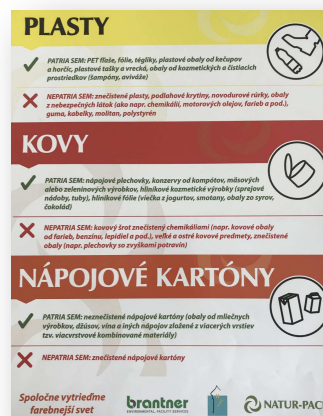 PLASTY
PATRIA SEM: PET fľaše, fólie, tégliky, plastové obaly od kečupov
a horčíc, plastové tašky a vrecká, obaly od kozmetických a čistiacich
prostriedkov (šampóny, aviváže)
NEPATRIA SEM: znečistené plasty, podlahové krytiny, novodurové rúrky, obaly
z nebezpečných látok (ako napr. chemikálií, motorových olejov, farieb a pod.),
guma, kabelky, molitan, polystyrén
KOVY
PATRIA SEM: nápojové plechovky, konzervy od kompótov, mäsových
alebo zeleninových výrobkov, hliníkové kozmetické výrobky (sprejové
nádoby, tuby), hliníkové fólie (viečka z jogurtov, smotany, obaly zo syrov,
čokolád)
NEPATRIA SEM: kovový šrot znečistený chemikáliami (napr. kovové obaly
od farieb, benzínu, lepidiel a pod.), veľké a ostré kovové predmety, znečistené
obaly (napr. plechovky so zvyškami potravín)
NÁPOJOVÉ KARTÓNY
PATRIA SEM: neznečistené nápojové kartóny (obaly od mliečnych
výrobkov, džúsov, vína a iných nápojov zložené z viacerých vrstiev
tzv. viacvrstvové kombinované materiály)
NEPATRIA SEM: znečistené nápojové kartóny
Spoločne vytrieďme
farebnejší svet
brantner
ENVIRONMENTAL FACILITY SERVICES
NATUR-PAC